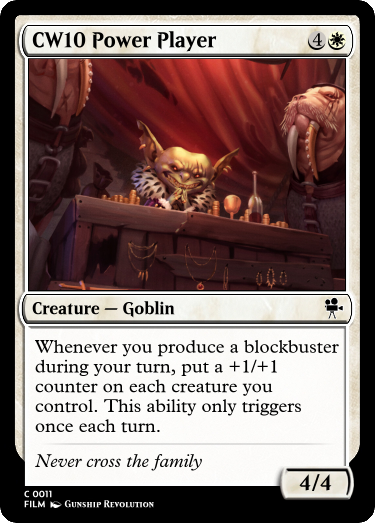 CW10 Power Player 4
Creature — Goblin
Whenever you produce a blockbuster
during your turn, put a +1/+1
counter on each creature you
control. This ability only triggers
once each turn.
Never cross the family
4/4
C 0011
FILM Gunship Revolution